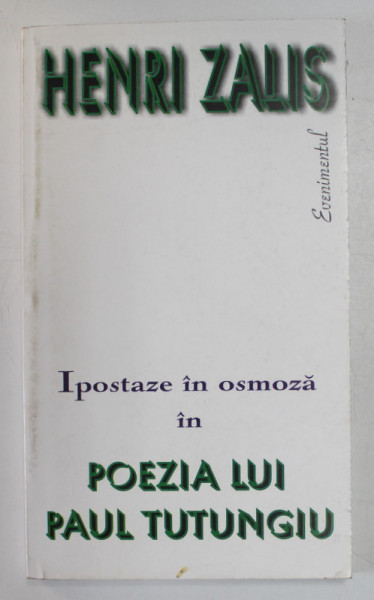 HENRI ZALIS
Evenimentul
Ipostaze în osmoză
în
POEZIA LUI
PAUL TUTUNGIU